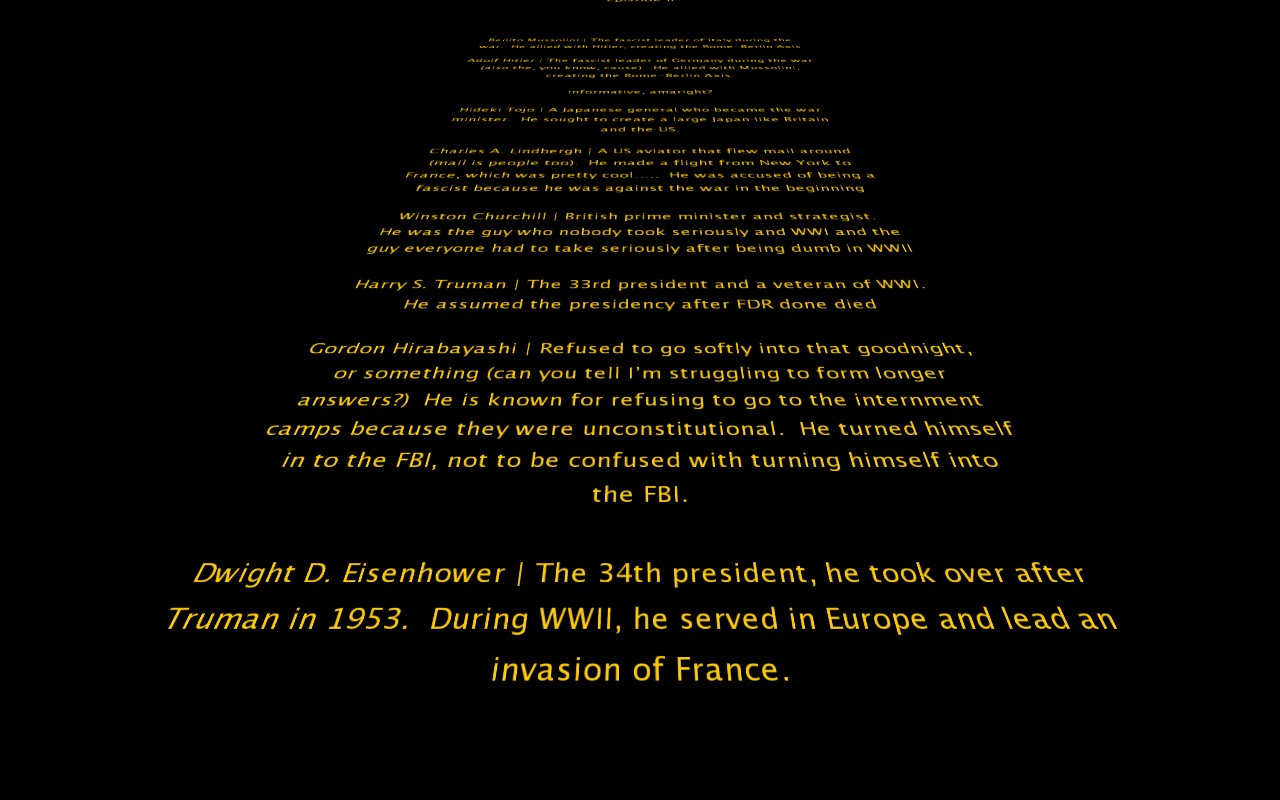 Episode II
Benito Mussolini | The fascist leader of Italy during the
war.  He allied with Hitler, creating the Rome-Berlin Axis
Adolf Hitler | The fascist leader of Germany during the war
(also the, you know, cause).  He allied with Mussolini,
creating the Rome-Berlin Axis.
informative, amaright?
Hideki Tojo | A Japanese general who became the war
minister.  He sought to create a large Japan like Britain
and the US.
Charles A. Lindbergh | A US aviator that flew mail around
(mail is people too).  He made a flight from New York to
France, which was pretty cool.....  He was accused of being a
fascist because he was against the war in the beginning
Winston Churchill | British prime minister and strategist.
He was the guy who nobody took seriously and WWI and the
guy everyone had to take seriously after being dumb in WWII
Harry S. Truman | The 33rd president and a veteran of WWI.
He assumed the presidency after FDR done died
Gordon Hirabayashi | Refused to go softly into that goodnight,
or something (can you tell I'm struggling to form longer
answers?)  He is known for refusing to go to the internment
camps because they were unconstitutional.  He turned himself
in to the FBI, not to be confused with turning himself into
the FBI.
Dwight D. Eisenhower | The 34th president, he took over after
Truman in 1953.  During WWII, he served in Europe and lead an
invasion of France.